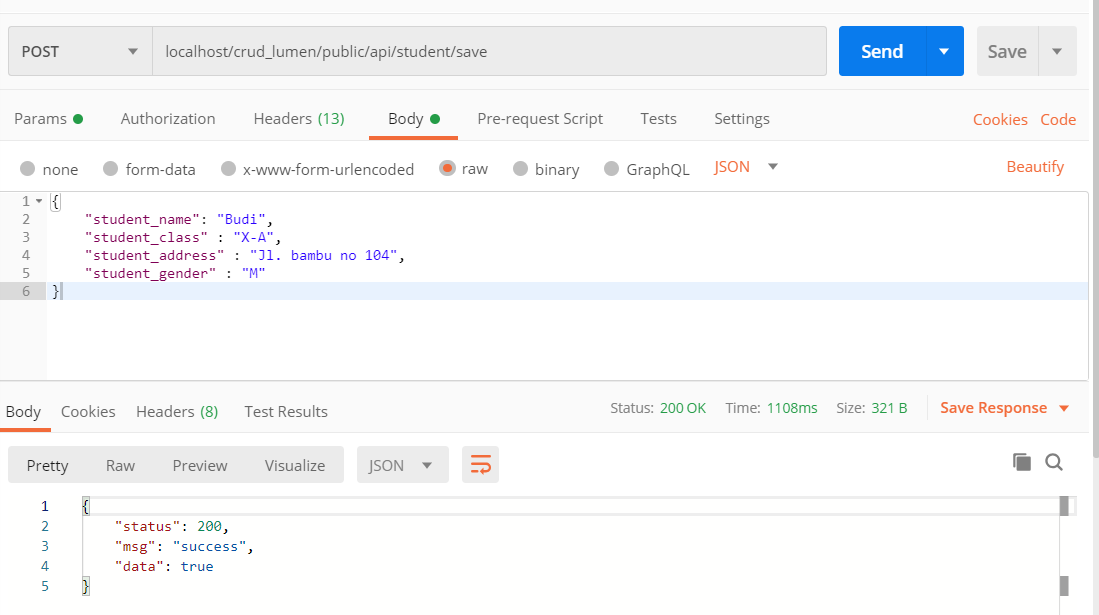 POST localhost/crud_lumen/public/api/student/save Send Save
Params Authorization Headers (13) Body Pre-request Script Tests Settings Cookies Code
none form-data x-www-form-urlencoded raw binary GraphQL JSON Beautify
1 {
2 "student_name": "Budi",
3 "student_class" : "X-A",
4 "student_address" : "Jl. bambu no 104",
5 "student_gender" : "M"
6 }
Body Cookies Headers (8) Test Results Status: 200 OK Time: 1108ms Size: 321 B Save Response
Pretty Raw Preview Visualize JSON
1 {
2 "status": 200,
3 "msg": "success",
4 "data": true
5 }